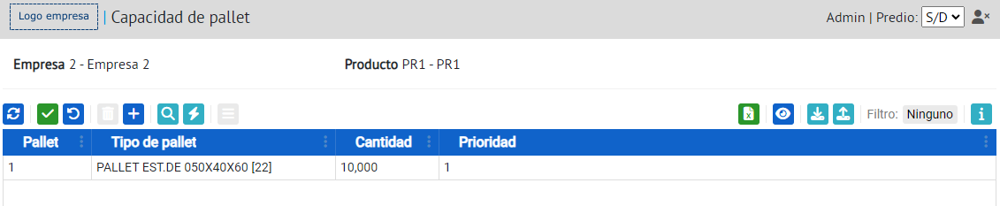 Logo empresa | Capacidad de pallet Admin | Predio: S/D
Empresa 2 - Empresa 2 Producto PR1 - PR1
Filtro: Ninguno
Pallet Tipo de pallet Cantidad Prioridad
1 PALLET EST.DE 050X40X60 [22] 10,000 1